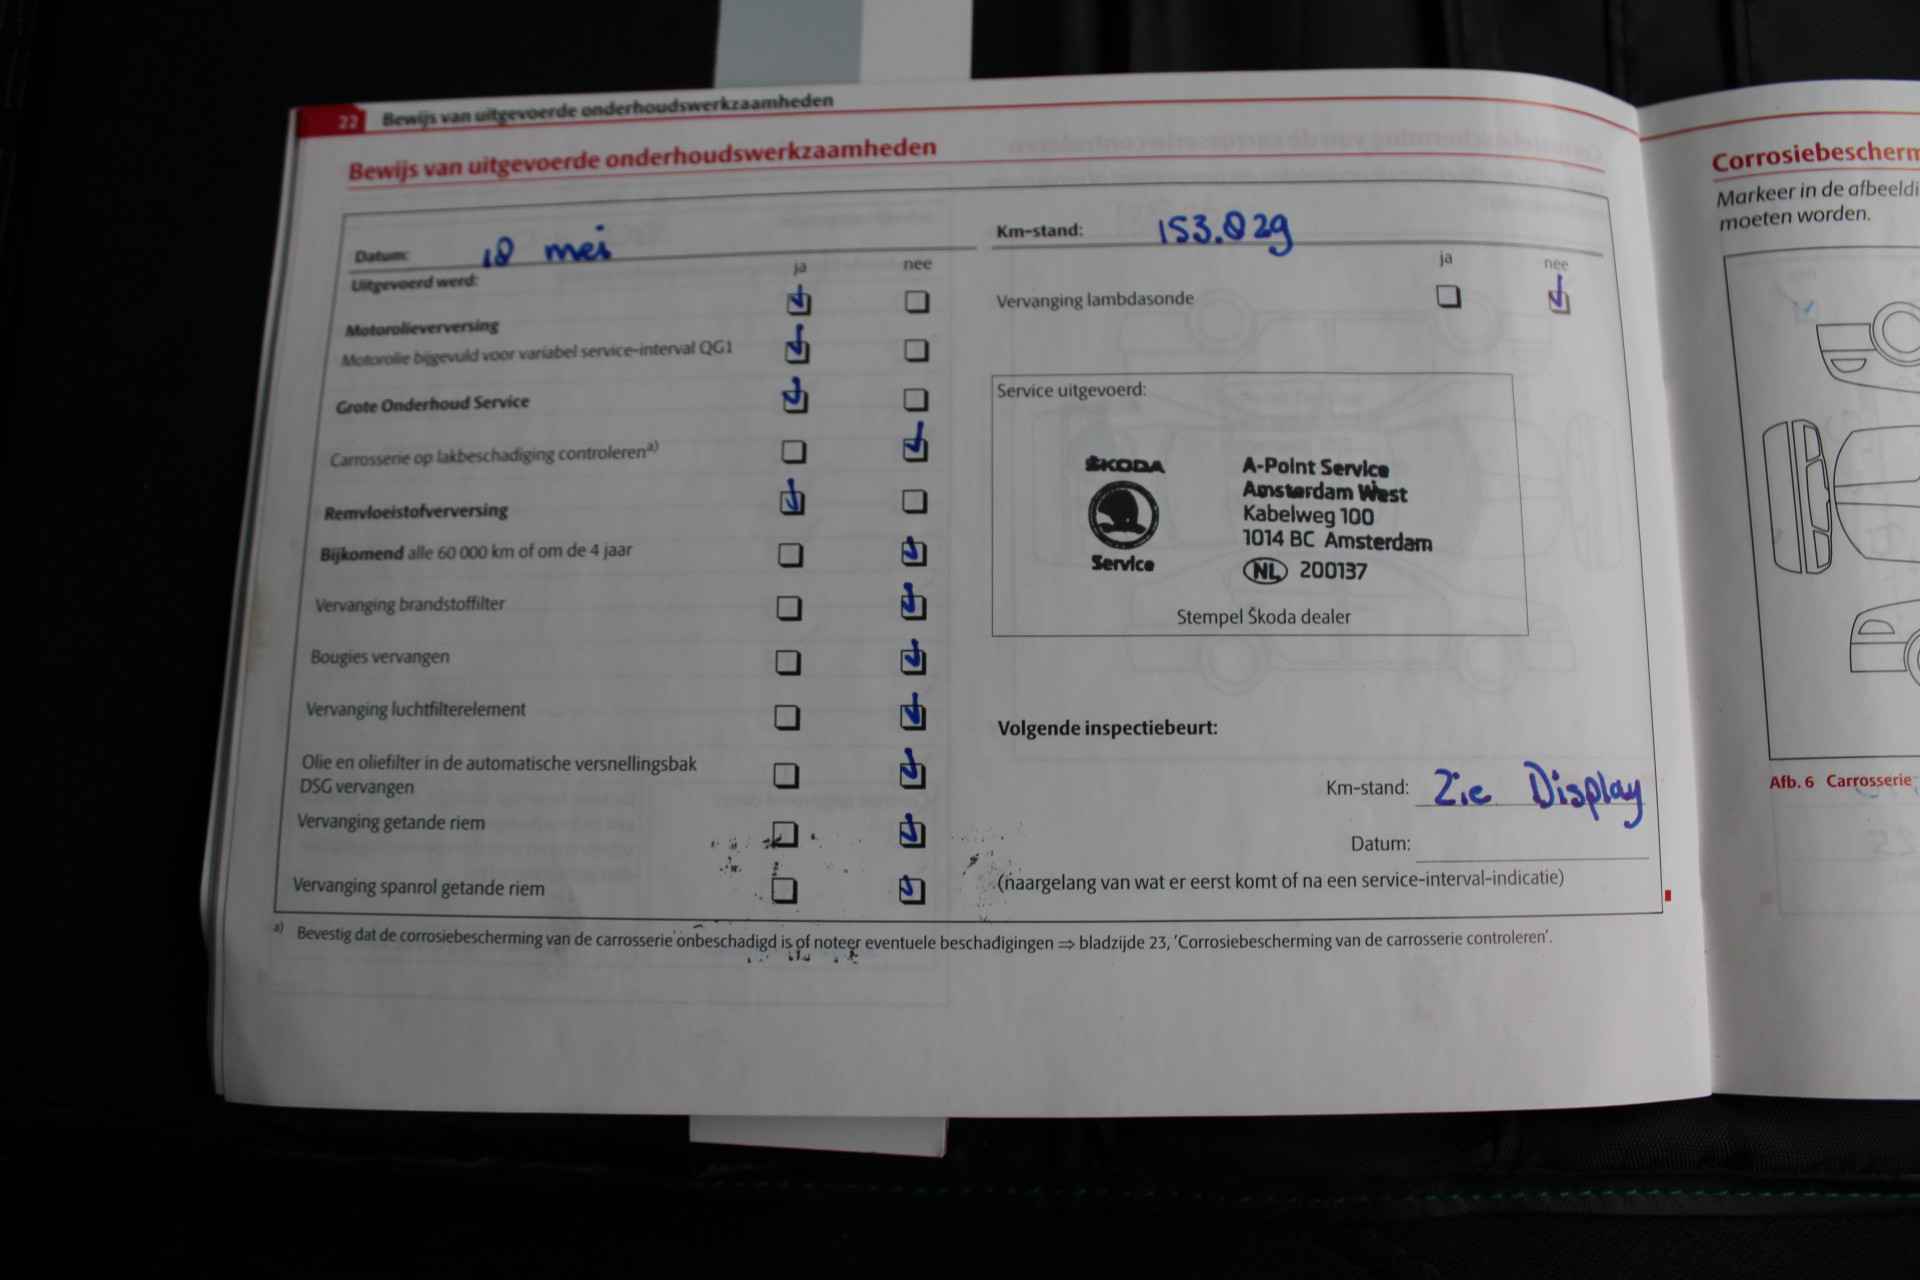 22 Bewijs van uitgevoerde onderhoudswerkzaamheden
Bewijs van uitgevoerde onderhoudswerkzaamheden
Datum: 18 mei
Uitgevoerd werd:
ja nee
Motorolieverversing
Motorolie bijgevuld voor variabel service-interval QG1
Grote Onderhoud Service
Carrosserie op lakbeschadiging controleren a)
Remvloeistofverversing
Bijkomend alle 60 000 km of om de 4 jaar
Vervanging brandstoffilter
Bougies vervangen
Vervanging luchtfilterelement
Olie en oliefilter in de automatische versnellingsbak
DSG vervangen
Vervanging getande riem
Vervanging spanrol getande riem
Km-stand: 153.029
ja nee
Vervanging lambdasonde
Service uitgevoerd:
ŠKODA
Service
A-Point Service
Amsterdam West
Kabelweg 100
1014 BC Amsterdam
NL 200137
Stempel Škoda dealer
Volgende inspectiebeurt:
Km-stand: Zie Display
Datum:
(naargelang van wat er eerst komt of na een service-interval-indicatie)
a) Bevestig dat de corrosiebescherming van de carrosserie onbeschadigd is of noteer eventuele beschadigingen ⇒ bladzijde 23, 'Corrosiebescherming van de carrosserie controleren'.
Corrosiebescherm
Markeer in de afbeeldi
moeten worden.
Afb. 6 Carrosserie